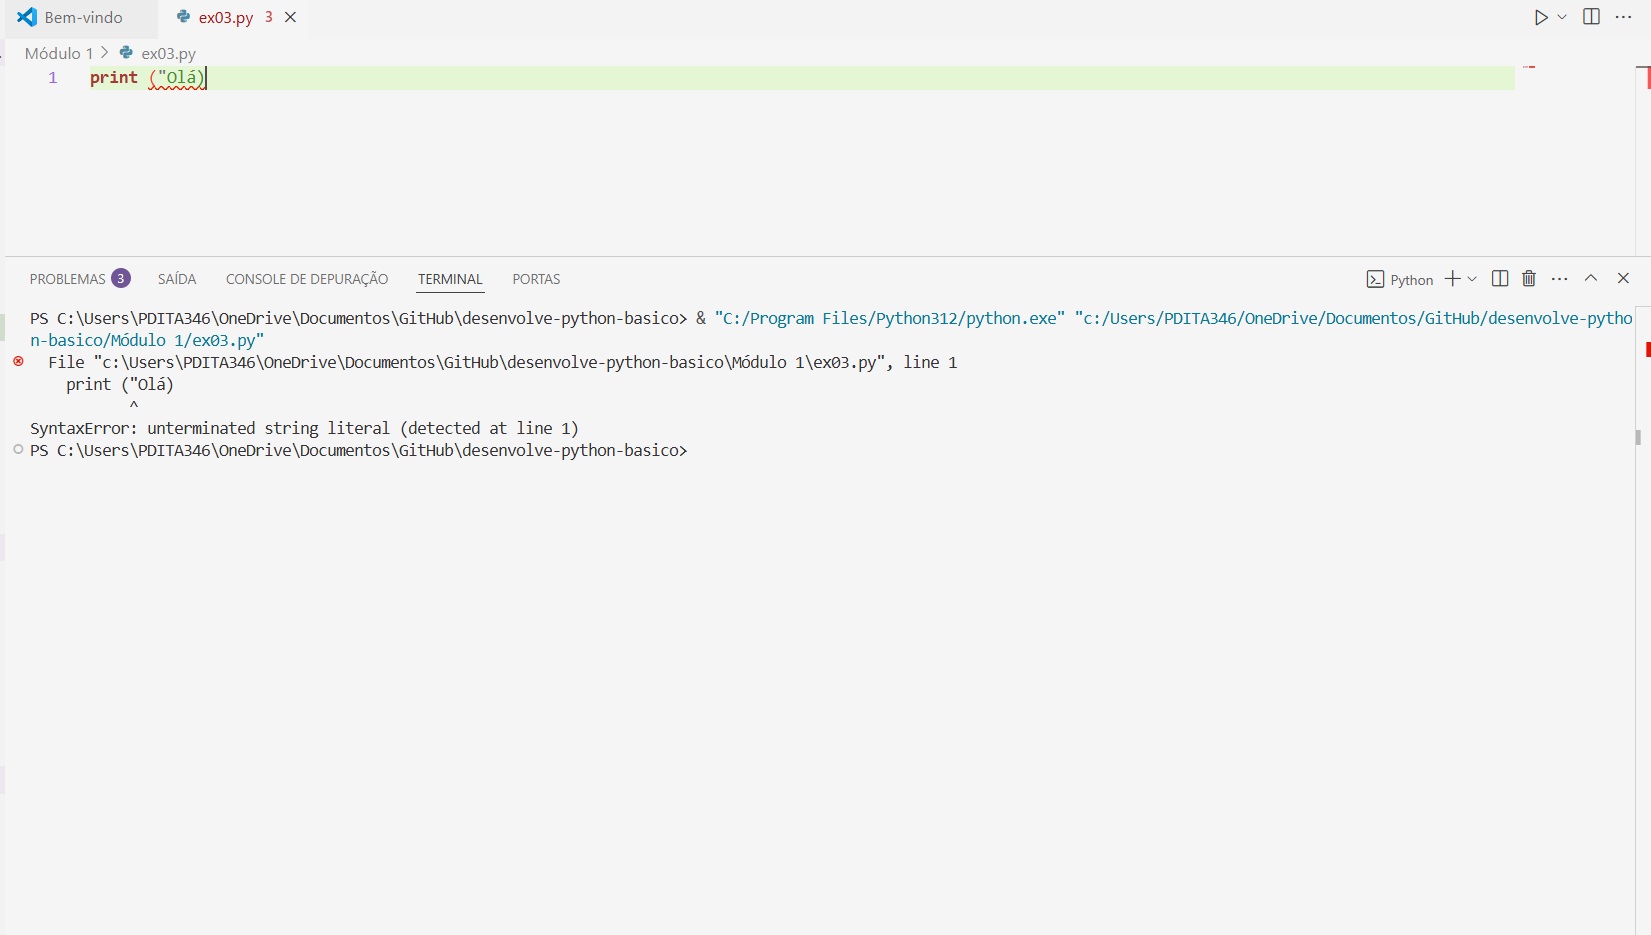 Bem-vindo
ex03.py 3
Módulo 1 > ex03.py
1 print ("Olá)
PROBLEMAS 3 SAÍDA CONSOLE DE DEPURAÇÃO TERMINAL PORTAS
Python
PS C:\Users\PDITA346\OneDrive\Documentos\GitHub\desenvolve-python-basico> & "C:/Program Files/Python312/python.exe" "c:/Users/PDITA346/OneDrive/Documentos/GitHub/desenvolve-pytho
n-basico/Módulo 1/ex03.py"
File "c:\Users\PDITA346\OneDrive\Documentos\GitHub\desenvolve-python-basico\Módulo 1\ex03.py", line 1
print ("Olá)
^
SyntaxError: unterminated string literal (detected at line 1)
PS C:\Users\PDITA346\OneDrive\Documentos\GitHub\desenvolve-python-basico>